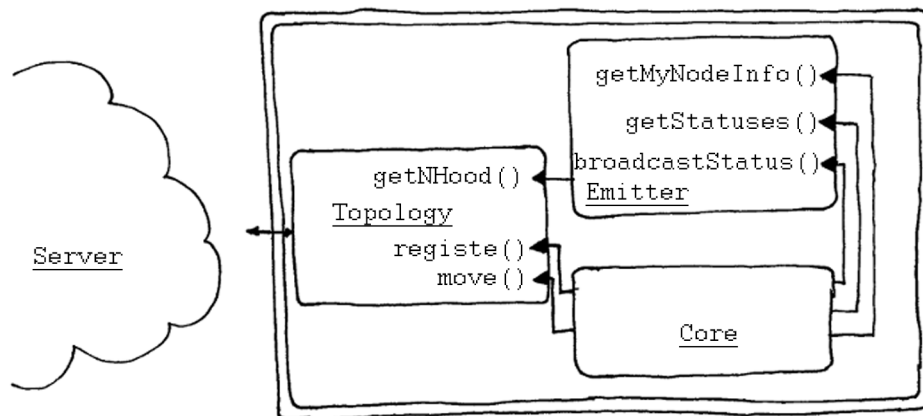 getMyNodeInfo()
getStatuses()
broadcastStatus()
Emitter
getNHood()
Topology
registe()
move()
Server
Core